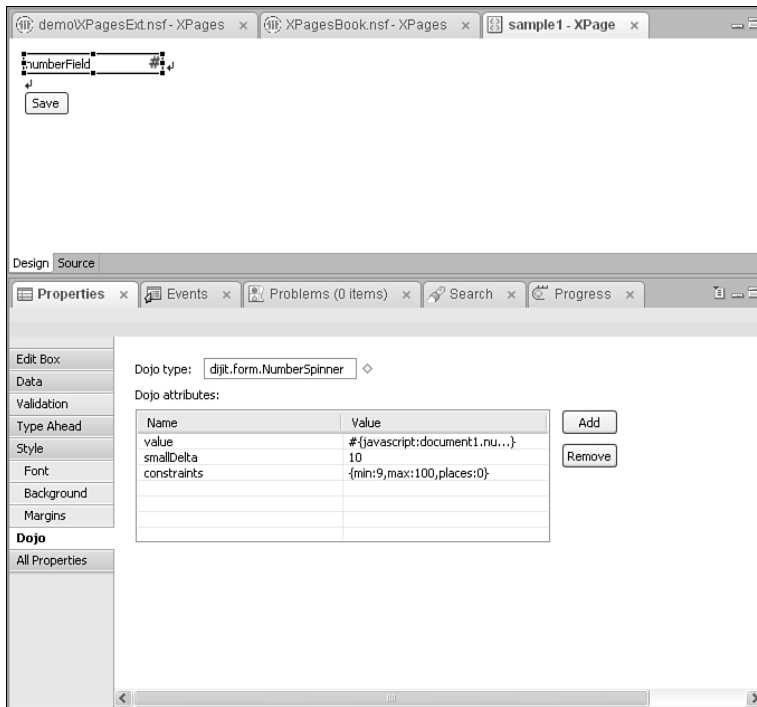 demo\XPagesExt.nsf - XPages
XPagesBook.nsf - XPages
sample1 - XPage
numberField #
Save
Design Source
Properties Events Problems (0 items) Search Progress
Edit Box
Data
Validation
Type Ahead
Style
Font
Background
Margins
Dojo
All Properties
Dojo type: dijit.form.NumberSpinner
Dojo attributes:
Name Value
value #{javascript:document1.nu...}
smallDelta 10
constraints {min:9,max:100,places:0}
Add
Remove